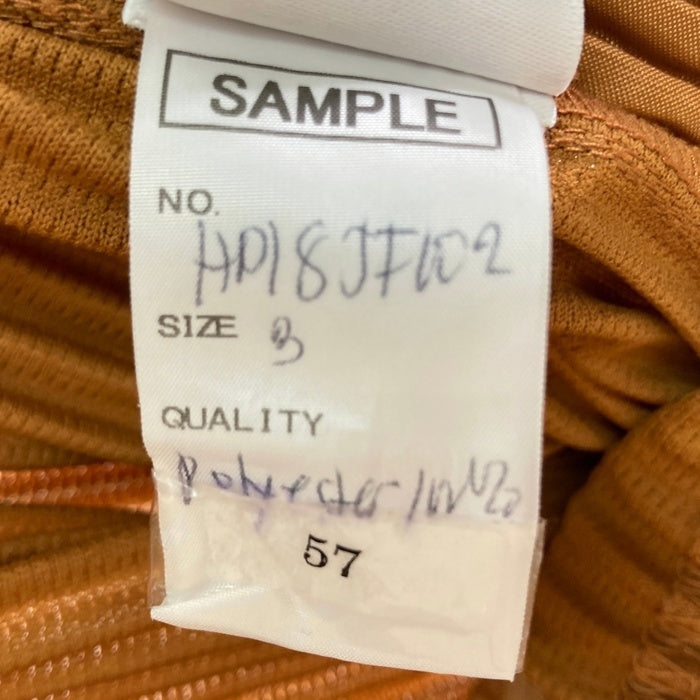 SAMPLE
NO.
HP18JF102
SIZE 3
QUALITY
Polyester 100%
57